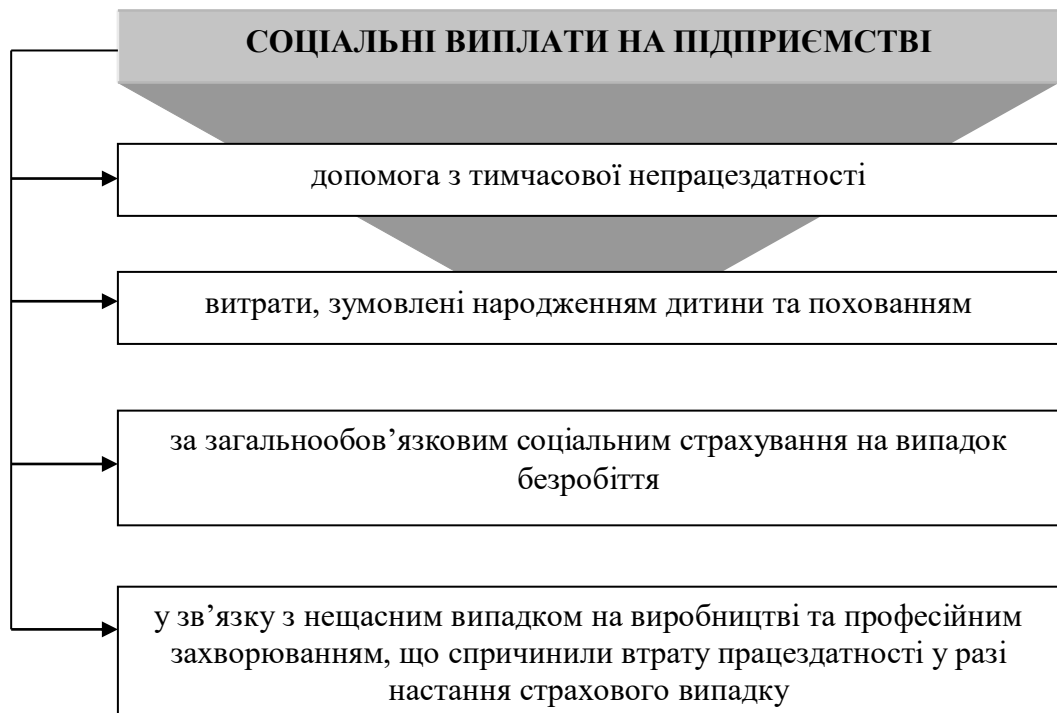 СОЦІАЛЬНІ ВИПЛАТИ НА ПІДПРИЄМСТВІ
допомога з тимчасової непрацездатності
витрати, зумовлені народженням дитини та похованням
за загальнообов’язковим соціальним страхування на випадок
безробіття
у зв’язку з нещасним випадком на виробництві та професійним
захворюванням, що спричинили втрату працездатності у разі
настання страхового випадку